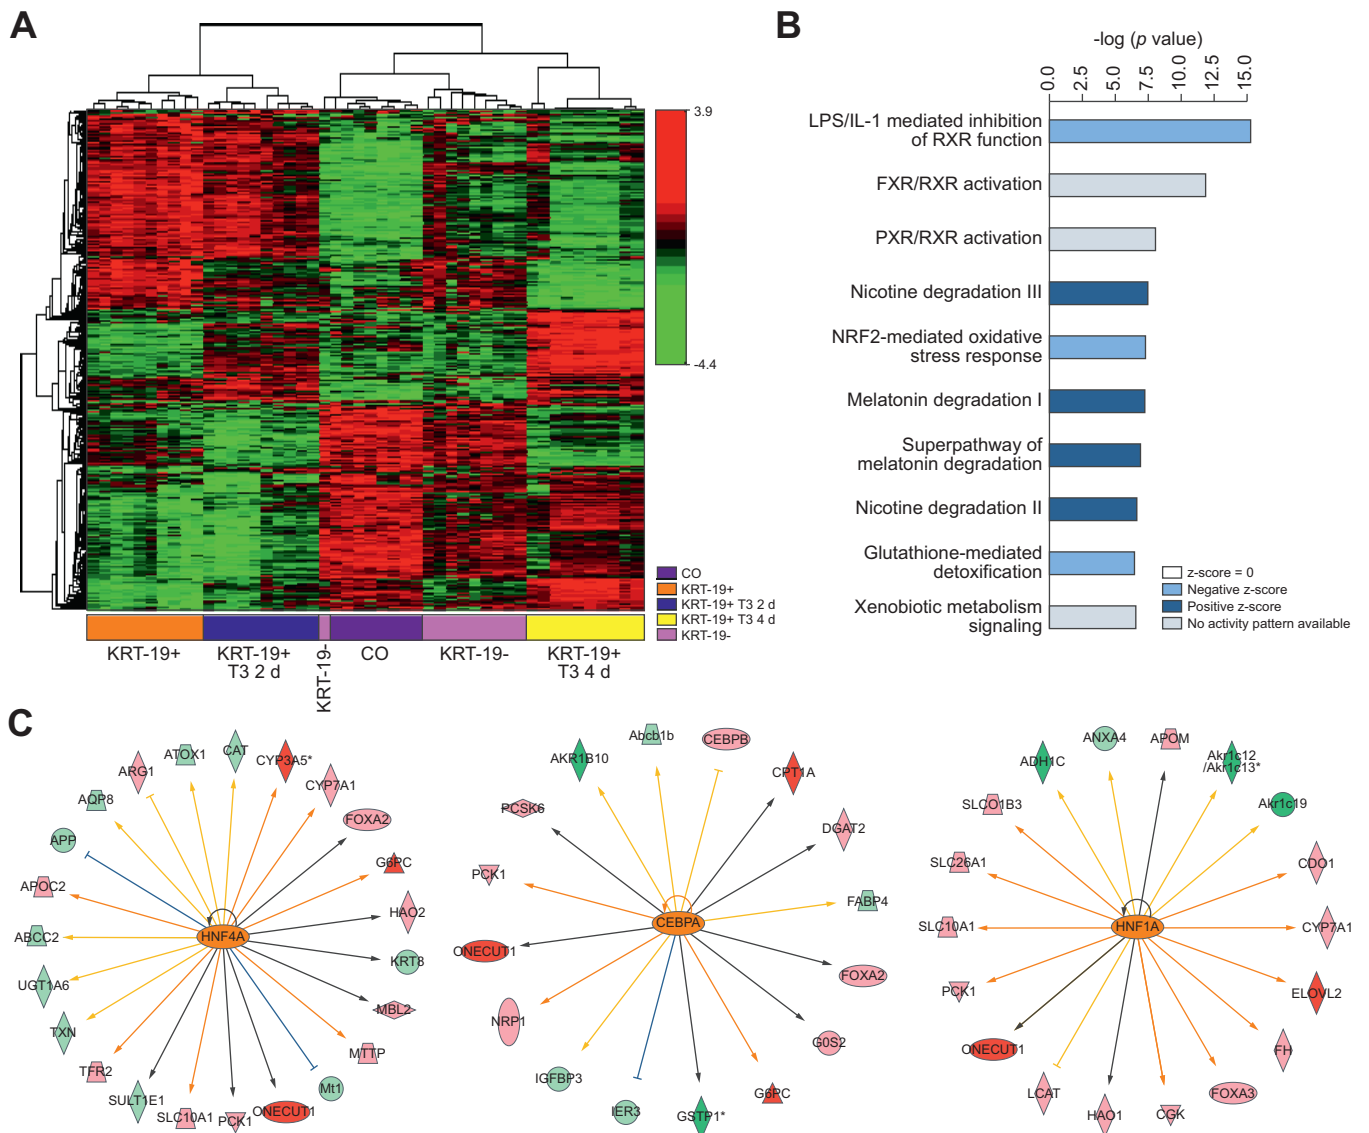 A
3.9
-4.4
CO
KRT-19+
KRT-19+ T3 2 d
KRT-19+ T3 4 d
KRT-19-
KRT-19+
KRT-19+
T3 2 d
KRT-19-
CO
KRT-19-
KRT-19+
T3 4 d
B
-log (p value)
0.0
2.5
5.0
7.5
10.0
12.5
15.0
LPS/IL-1 mediated inhibition
of RXR function
FXR/RXR activation
PXR/RXR activation
Nicotine degradation III
NRF2-mediated oxidative
stress response
Melatonin degradation I
Superpathway of
melatonin degradation
Nicotine degradation II
Glutathione-mediated
detoxification
Xenobiotic metabolism
signaling
z-score = 0
Negative z-score
Positive z-score
No activity pattern available
C
HNF4A
CAT
CYP3A5*
CYP7A1
FOXA2
G6PC
HAO2
KRT8
MBL2
MTTP
Mt1
ONECUT1
PCK1
SLC10A1
SULT1E1
TFR2
TXN
UGT1A6
ABCC2
APOC2
APP
AQP8
ARG1
ATOX1
CEBPA
Abcb1b
CEBPB
CPT1A
DGAT2
FABP4
FOXA2
G0S2
G6PC
GSTP1*
IER3
IGFBP3
NRP1
ONECUT1
PCK1
PCSK6
AKR1B10
HNF1A
ANXA4
APOM
Akr1c12
/Akr1c13*
Akr1c19
CDO1
CYP7A1
ELOVL2
FH
FOXA3
CGK
HAO1
LCAT
ONECUT1
PCK1
SLC10A1
SLC26A1
SLCO1B3
ADH1C